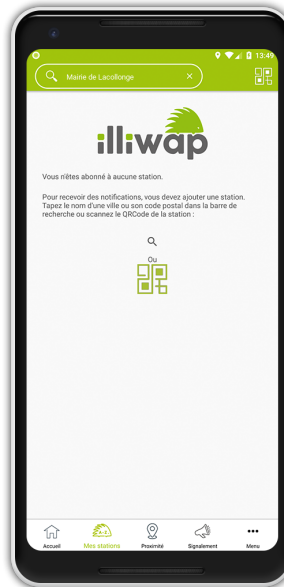 13:49
Mairie de Lacollonge
illiwap
Vous n'êtes abonné à aucune station.
Pour recevoir des notifications, vous devez ajouter une station.
Tapez le nom d'une ville ou son code postal dans la barre de
recherche ou scannez le QRCode de la station :
Ou
A-Z
Accueil Mes stations Proximité Signalement Menu